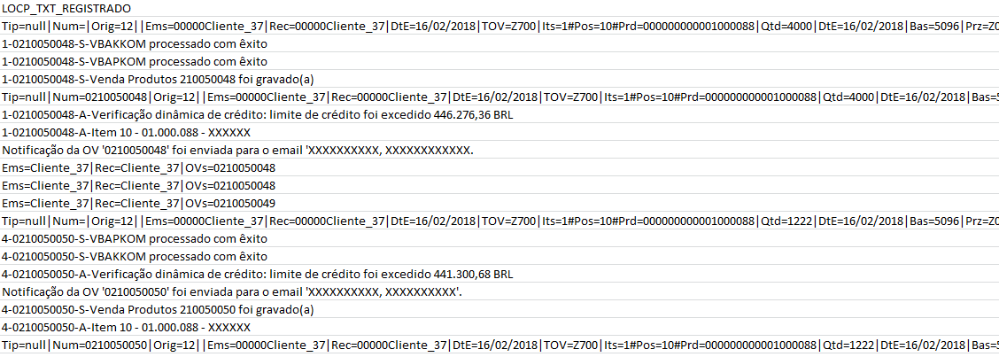 LOCP_TXT_REGISTRADO
Tip=null|Num=|Orig=12||Ems=00000Cliente_37|Rec=00000Cliente_37|DtE=16/02/2018|TOV=Z700|Its=1#Pos=10#Prd=000000000001000088|Qtd=4000|DtE=16/02/2018|Bas=5096|Prz=Z0
1-0210050048-S-VBAKKOM processado com êxito
1-0210050048-S-VBAPKOM processado com êxito
1-0210050048-S-Venda Produtos 210050048 foi gravado(a)
Tip=null|Num=0210050048|Orig=12||Ems=00000Cliente_37|Rec=00000Cliente_37|DtE=16/02/2018|TOV=Z700|Its=1#Pos=10#Prd=000000000001000088|Qtd=4000|DtE=16/02/2018|Bas=5
1-0210050048-A-Verificação dinâmica de crédito: limite de crédito foi excedido 446.276,36 BRL
1-0210050048-A-Item 10 - 01.000.088 - XXXXXX
Notificação da OV '0210050048' foi enviada para o email 'XXXXXXXXXX, XXXXXXXXXXXX.
Ems=Cliente_37|Rec=Cliente_37|OVs=0210050048
Ems=Cliente_37|Rec=Cliente_37|OVs=0210050048
Ems=Cliente_37|Rec=Cliente_37|OVs=0210050049
Tip=null|Num=|Orig=12||Ems=00000Cliente_37|Rec=00000Cliente_37|DtE=16/02/2018|TOV=Z700|Its=1#Pos=10#Prd=000000000001000088|Qtd=1222|DtE=16/02/2018|Bas=5096|Prz=Z0
4-0210050050-S-VBAPKOM processado com êxito
4-0210050050-S-VBAKKOM processado com êxito
4-0210050050-A-Verificação dinâmica de crédito: limite de crédito foi excedido 441.300,68 BRL
Notificação da OV '0210050050' foi enviada para o email 'XXXXXXXXXX, XXXXXXXXXX'.
4-0210050050-S-Venda Produtos 210050050 foi gravado(a)
4-0210050050-A-Item 10 - 01.000.088 - XXXXXX
Tip=null|Num=0210050050|Orig=12||Ems=00000Cliente_37|Rec=00000Cliente_37|DtE=16/02/2018|TOV=Z700|Its=1#Pos=10#Prd=000000000001000088|Qtd=1222|DtE=16/02/2018|Bas=5